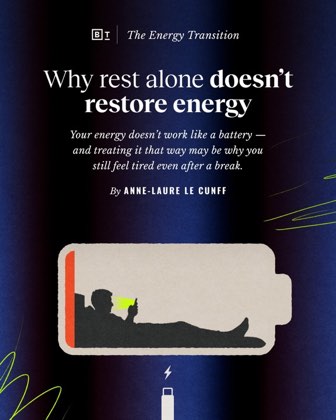 BT | The Energy Transition
Why rest alone doesn't
restore energy
Your energy doesn't work like a battery —
and treating it that way may be why you
still feel tired even after a break.
By ANNE-LAURE LE CUNFF